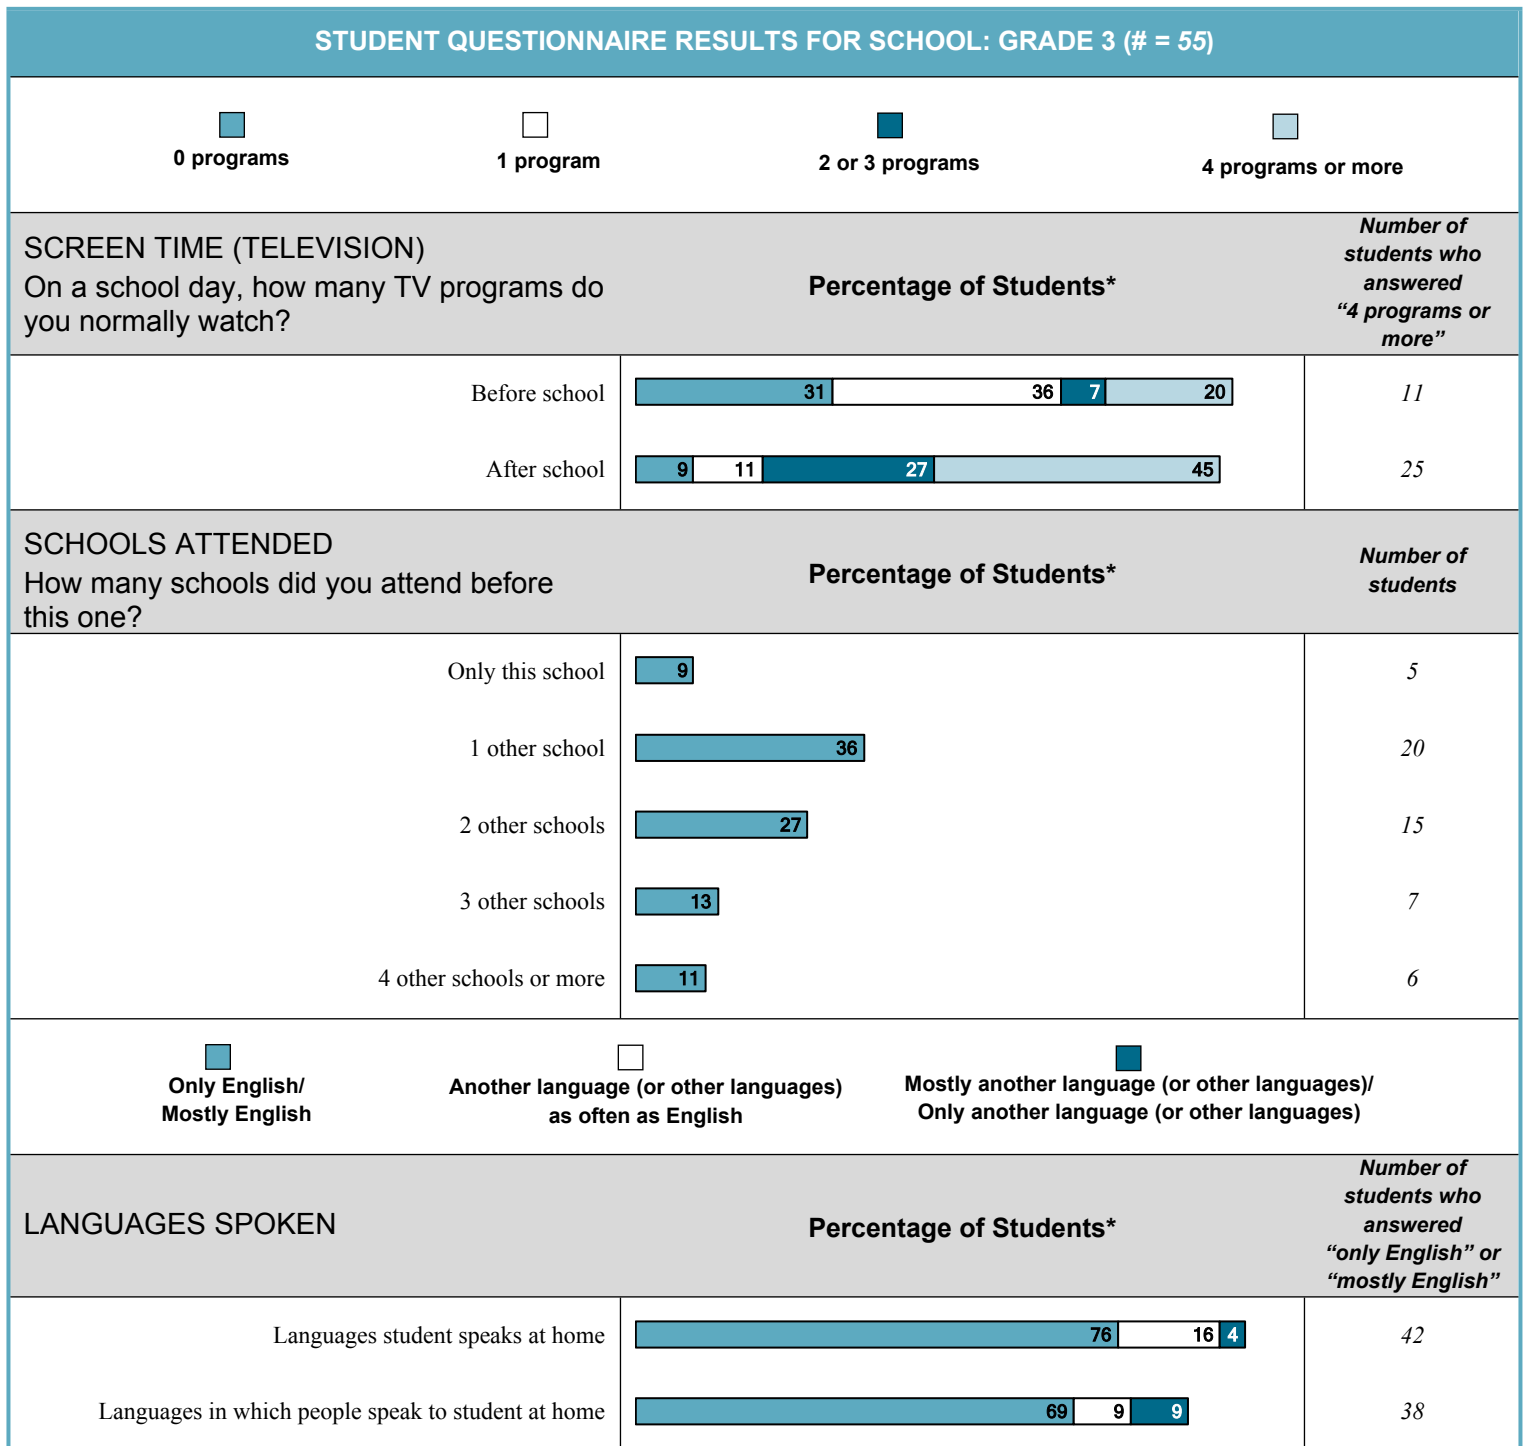 STUDENT QUESTIONNAIRE RESULTS FOR SCHOOL: GRADE 3 (# = 55)
0 programs
1 program
2 or 3 programs
4 programs or more
SCREEN TIME (TELEVISION)
On a school day, how many TV programs do
you normally watch?
Percentage of Students*
Number of
students who
answered
“4 programs or
more”
Before school
31 36 7 20
11
After school
9 11 27 45
25
SCHOOLS ATTENDED
How many schools did you attend before
this one?
Percentage of Students*
Number of
students
Only this school
9
5
1 other school
36
20
2 other schools
27
15
3 other schools
13
7
4 other schools or more
11
6
Only English/
Mostly English
Another language (or other languages)
as often as English
Mostly another language (or other languages)/
Only another language (or other languages)
LANGUAGES SPOKEN
Percentage of Students*
Number of
students who
answered
“only English” or
“mostly English”
Languages student speaks at home
76 16 4
42
Languages in which people speak to student at home
69 9 9
38